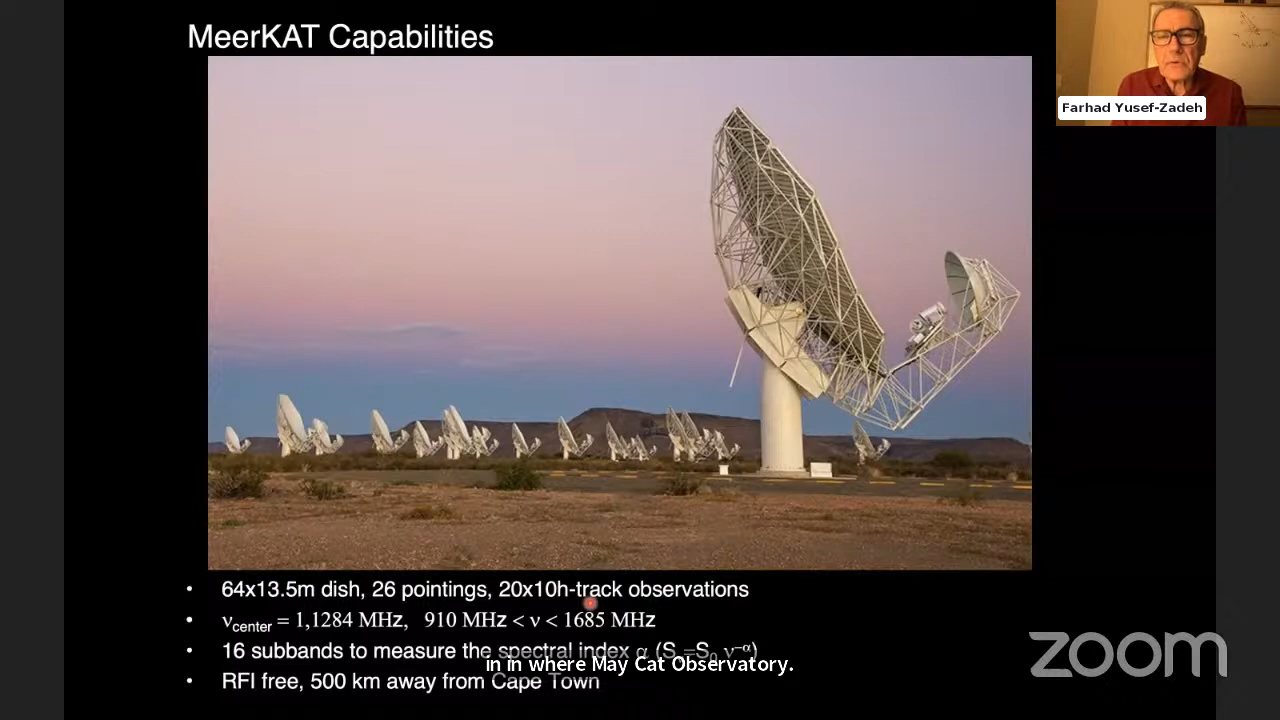 MeerKAT Capabilities
Farhad Yusef-Zadeh
• 64x13.5m dish, 26 pointings, 20x10h-track observations
• νcenter = 1,1284 MHz, 910 MHz < ν < 1685 MHz
• 16 subbands to measure the spectral index α (S =S0 ν−α)
in in where May Cat Observatory.
• RFI free, 500 km away from Cape Town
zoom